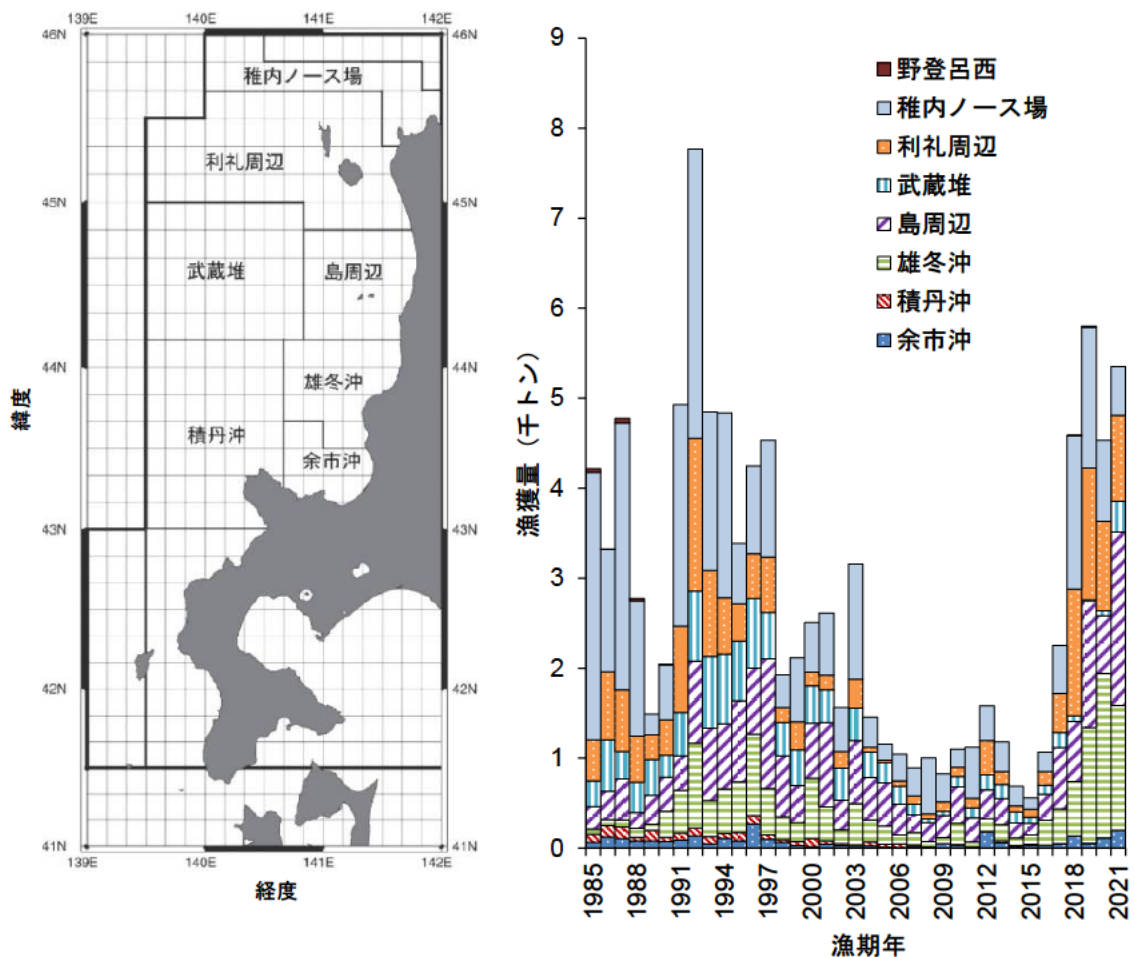 139E 140E 141E 142E
46N 46N
稚内ノース場
利礼周辺
45N 45N
武蔵堆 島周辺
44N 44N
雄冬沖
積丹沖
余市沖
43N 43N
42N 42N
41N 41N
139E 140E 141E 142E
緯度
経度
9
8
7
6
5
4
3
2
1
0
漁獲量（千トン）
野登呂西
稚内ノース場
利礼周辺
武蔵堆
島周辺
雄冬沖
積丹沖
余市沖
1985 1988 1991 1994 1997 2000 2003 2006 2009 2012 2015 2018 2021
漁期年